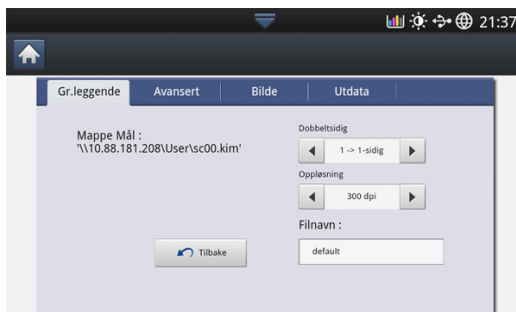 21:37
Gr.leggende
Avansert
Bilde
Utdata
Mappe Mål :
'\\10.88.181.208\User\sc00.kim'
Dobbeltsidig
1 -> 1-sidig
Oppløsning
300 dpi
Filnavn :
default
Tilbake